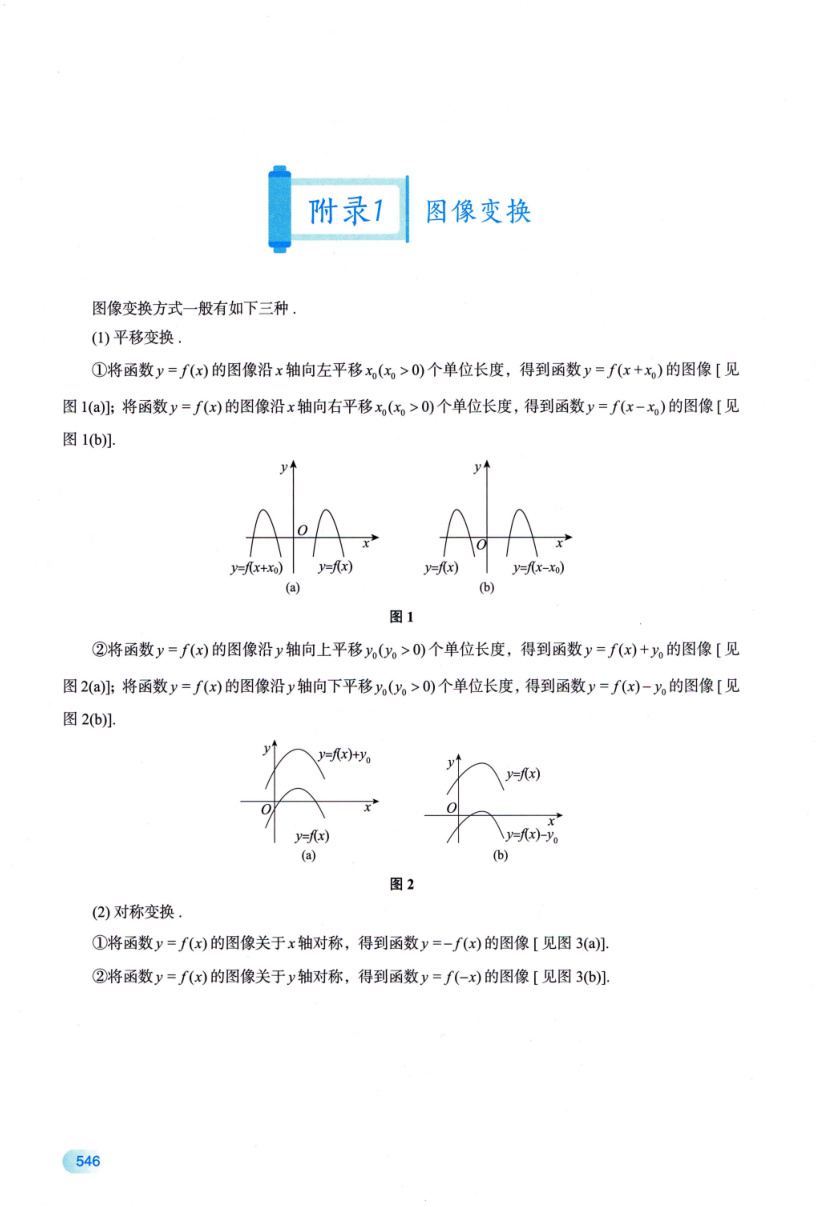 附录1 图像变换
图像变换方式一般有如下三种.
(1) 平移变换.
①将函数 y = f(x) 的图像沿 x 轴向左平移 x₀(x₀ > 0) 个单位长度，得到函数 y = f(x + x₀) 的图像 [ 见
图 1(a)]; 将函数 y = f(x) 的图像沿 x 轴向右平移 x₀(x₀ > 0) 个单位长度，得到函数 y = f(x − x₀) 的图像 [ 见
图 1(b)].
y
O
x
y=f(x+x₀)
y=f(x)
(a)
y
O
x
y=f(x)
y=f(x-x₀)
(b)
图 1
②将函数 y = f(x) 的图像沿 y 轴向上平移 y₀(y₀ > 0) 个单位长度，得到函数 y = f(x) + y₀ 的图像 [ 见
图 2(a)]; 将函数 y = f(x) 的图像沿 y 轴向下平移 y₀(y₀ > 0) 个单位长度，得到函数 y = f(x) − y₀ 的图像 [ 见
图 2(b)].
y
y=f(x)+y₀
O
x
y=f(x)
(a)
y
y=f(x)
O
x
y=f(x)-y₀
(b)
图 2
(2) 对称变换.
①将函数 y = f(x) 的图像关于 x 轴对称，得到函数 y = −f(x) 的图像 [ 见图 3(a)].
②将函数 y = f(x) 的图像关于 y 轴对称，得到函数 y = f(−x) 的图像 [ 见图 3(b)].
546